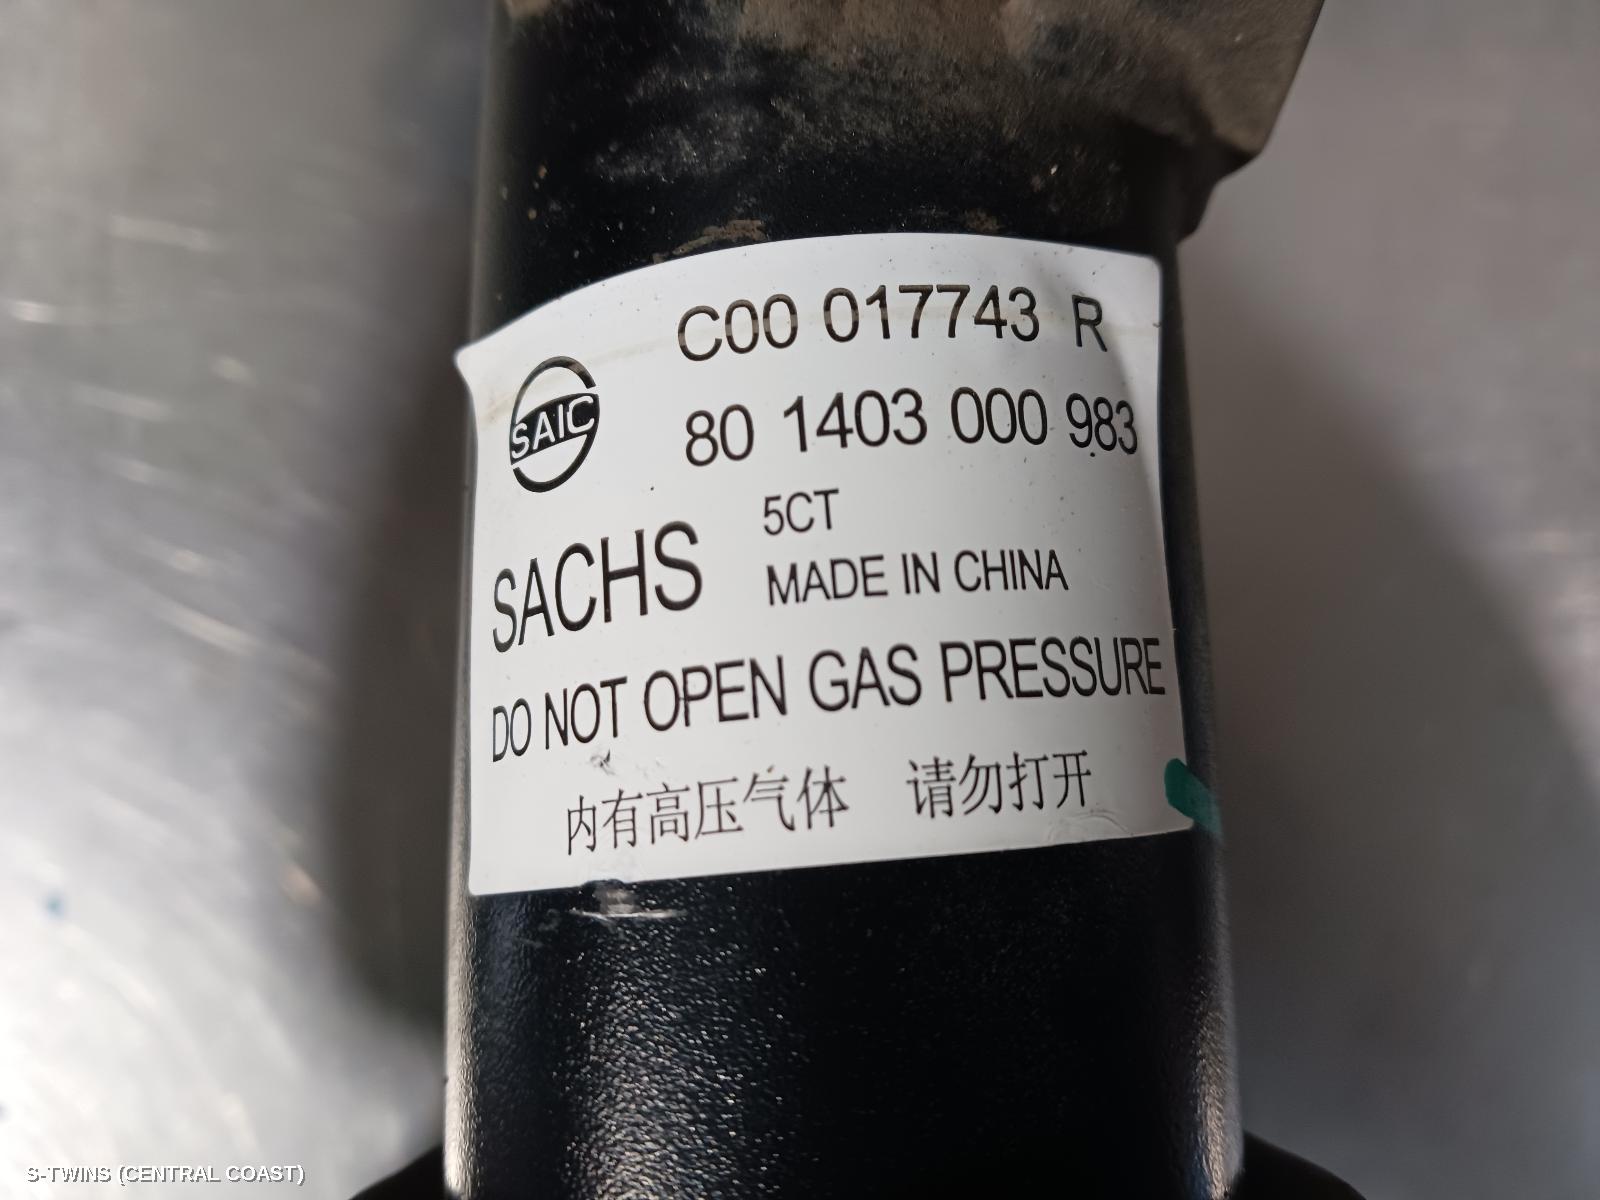 C00 017743 R
SAIC
80 1403 000 983
SACHS
5CT
MADE IN CHINA
DO NOT OPEN GAS PRESSURE
内有高压气体 请勿打开
S-TWINS (CENTRAL COAST)